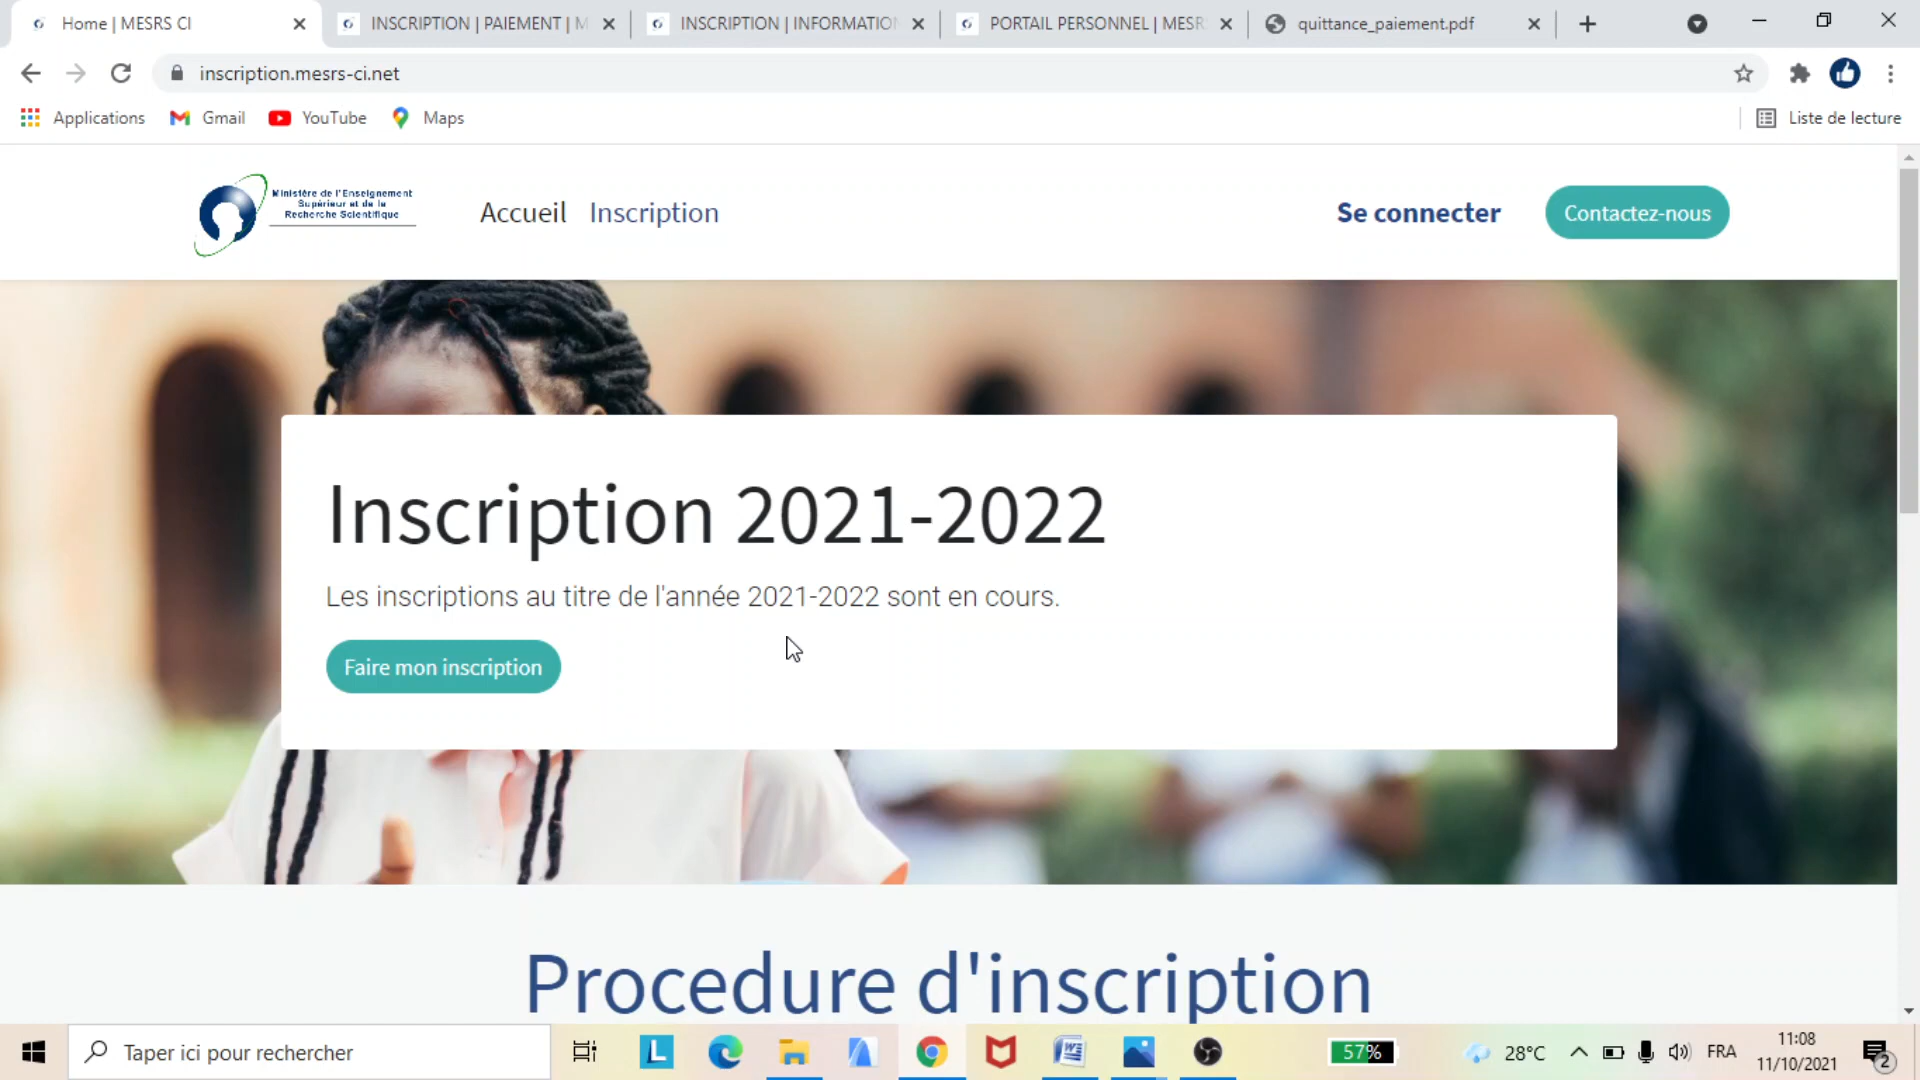 Home | MESRS CI
INSCRIPTION | PAIEMENT | M
INSCRIPTION | INFORMATION
PORTAIL PERSONNEL | MESR
quittance_paiement.pdf
inscription.mesrs-ci.net
Applications
Gmail
YouTube
Maps
Liste de lecture
Ministère de l'Enseignement
Supérieur et de la
Recherche Scientifique
Accueil
Inscription
Se connecter
Contactez-nous
Inscription 2021-2022
Les inscriptions au titre de l'année 2021-2022 sont en cours.
Faire mon inscription
Procedure d'inscription
Taper ici pour rechercher
L
W
57%
28°C
FRA
11:08
11/10/2021
2